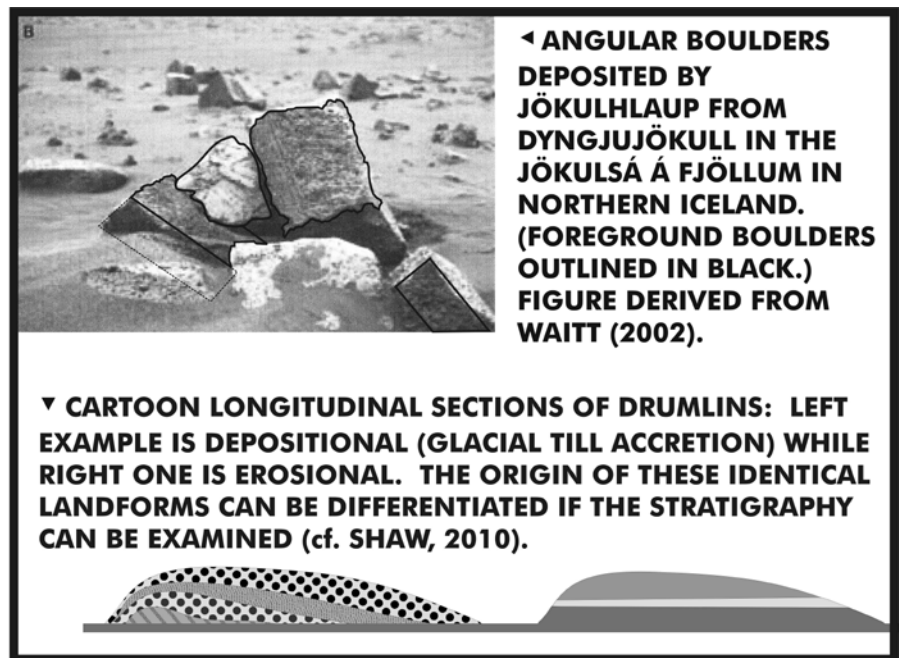 B
◄ ANGULAR BOULDERS
DEPOSITED BY
JÖKULHLAUP FROM
DYNGJUJÖKULL IN THE
JÖKULSÁ Á FJÖLLUM IN
NORTHERN ICELAND.
(FOREGROUND BOULDERS
OUTLINED IN BLACK.)
FIGURE DERIVED FROM
WAITT (2002).
▼ CARTOON LONGITUDINAL SECTIONS OF DRUMLINS: LEFT
EXAMPLE IS DEPOSITIONAL (GLACIAL TILL ACCRETION) WHILE
RIGHT ONE IS EROSIONAL. THE ORIGIN OF THESE IDENTICAL
LANDFORMS CAN BE DIFFERENTIATED IF THE STRATIGRAPHY
CAN BE EXAMINED (cf. SHAW, 2010).